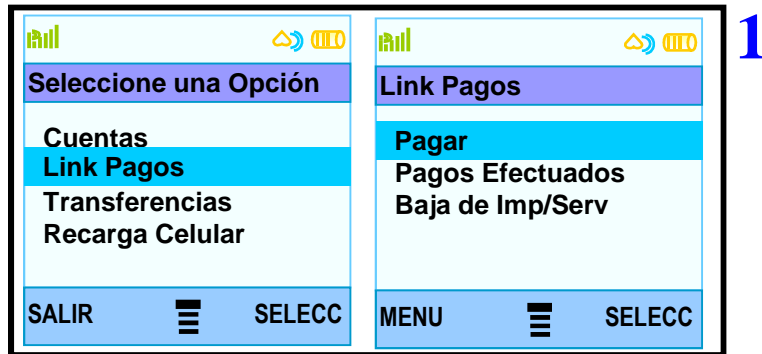 Seleccione una Opción
Cuentas
Link Pagos
Transferencias
Recarga Celular
SALIR SELECC
Link Pagos
Pagar
Pagos Efectuados
Baja de Imp/Serv
MENU SELECC
1